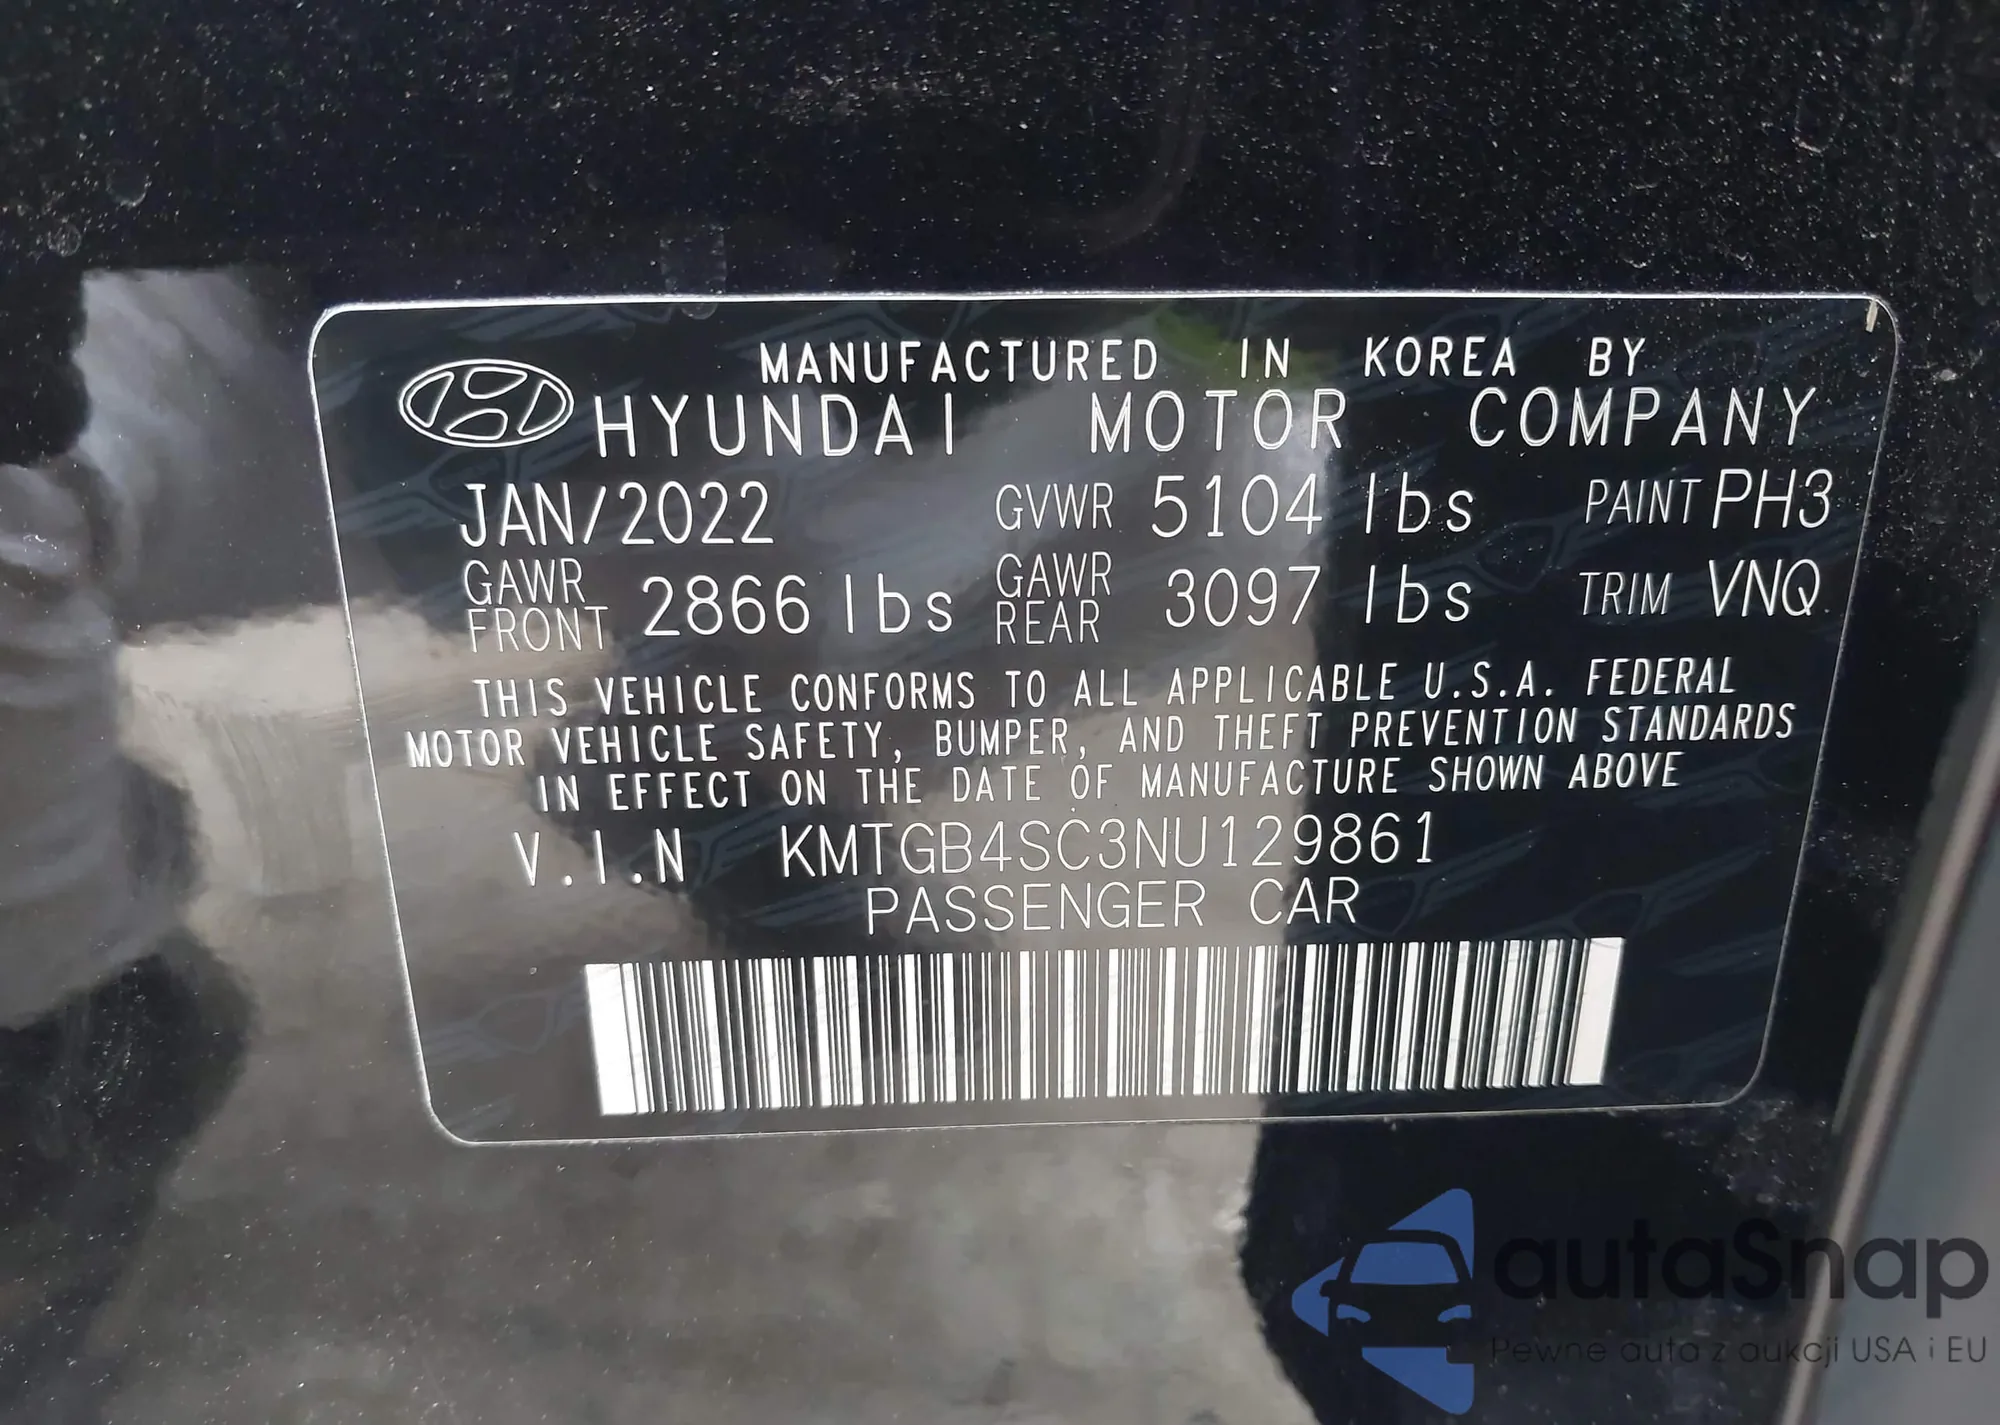 MANUFACTURED IN KOREA BY
HYUNDAI MOTOR COMPANY
JAN/2022 GVWR 5104 lbs PAINT PH3
GAWR FRONT 2866 lbs GAWR REAR 3097 lbs TRIM VNQ
THIS VEHICLE CONFORMS TO ALL APPLICABLE U.S.A. FEDERAL
MOTOR VEHICLE SAFETY, BUMPER, AND THEFT PREVENTION STANDARDS
IN EFFECT ON THE DATE OF MANUFACTURE SHOWN ABOVE
V.I.N KMTGB4SC3NU129861
PASSENGER CAR
autaSnap
Pewne auta z aukcji USA i EU